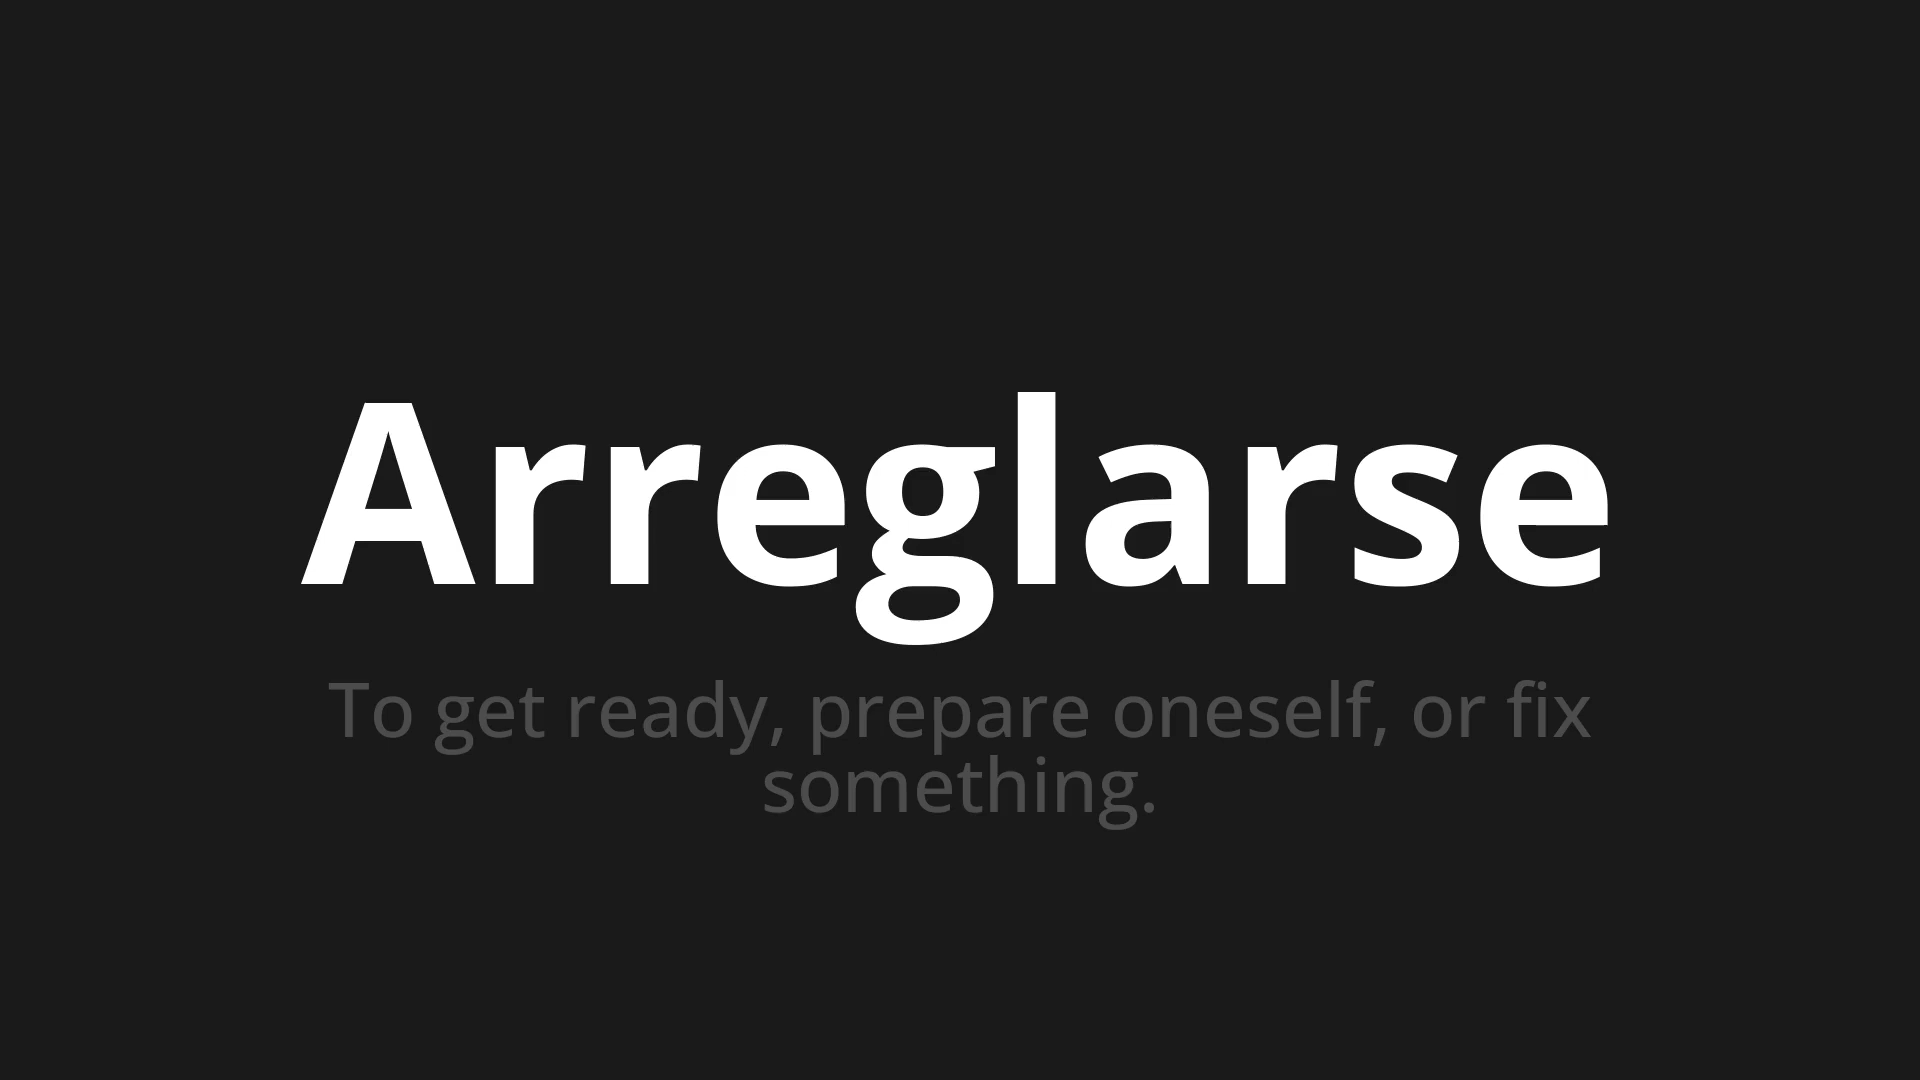 Arreglarse
To get ready, prepare oneself, or fix
something.